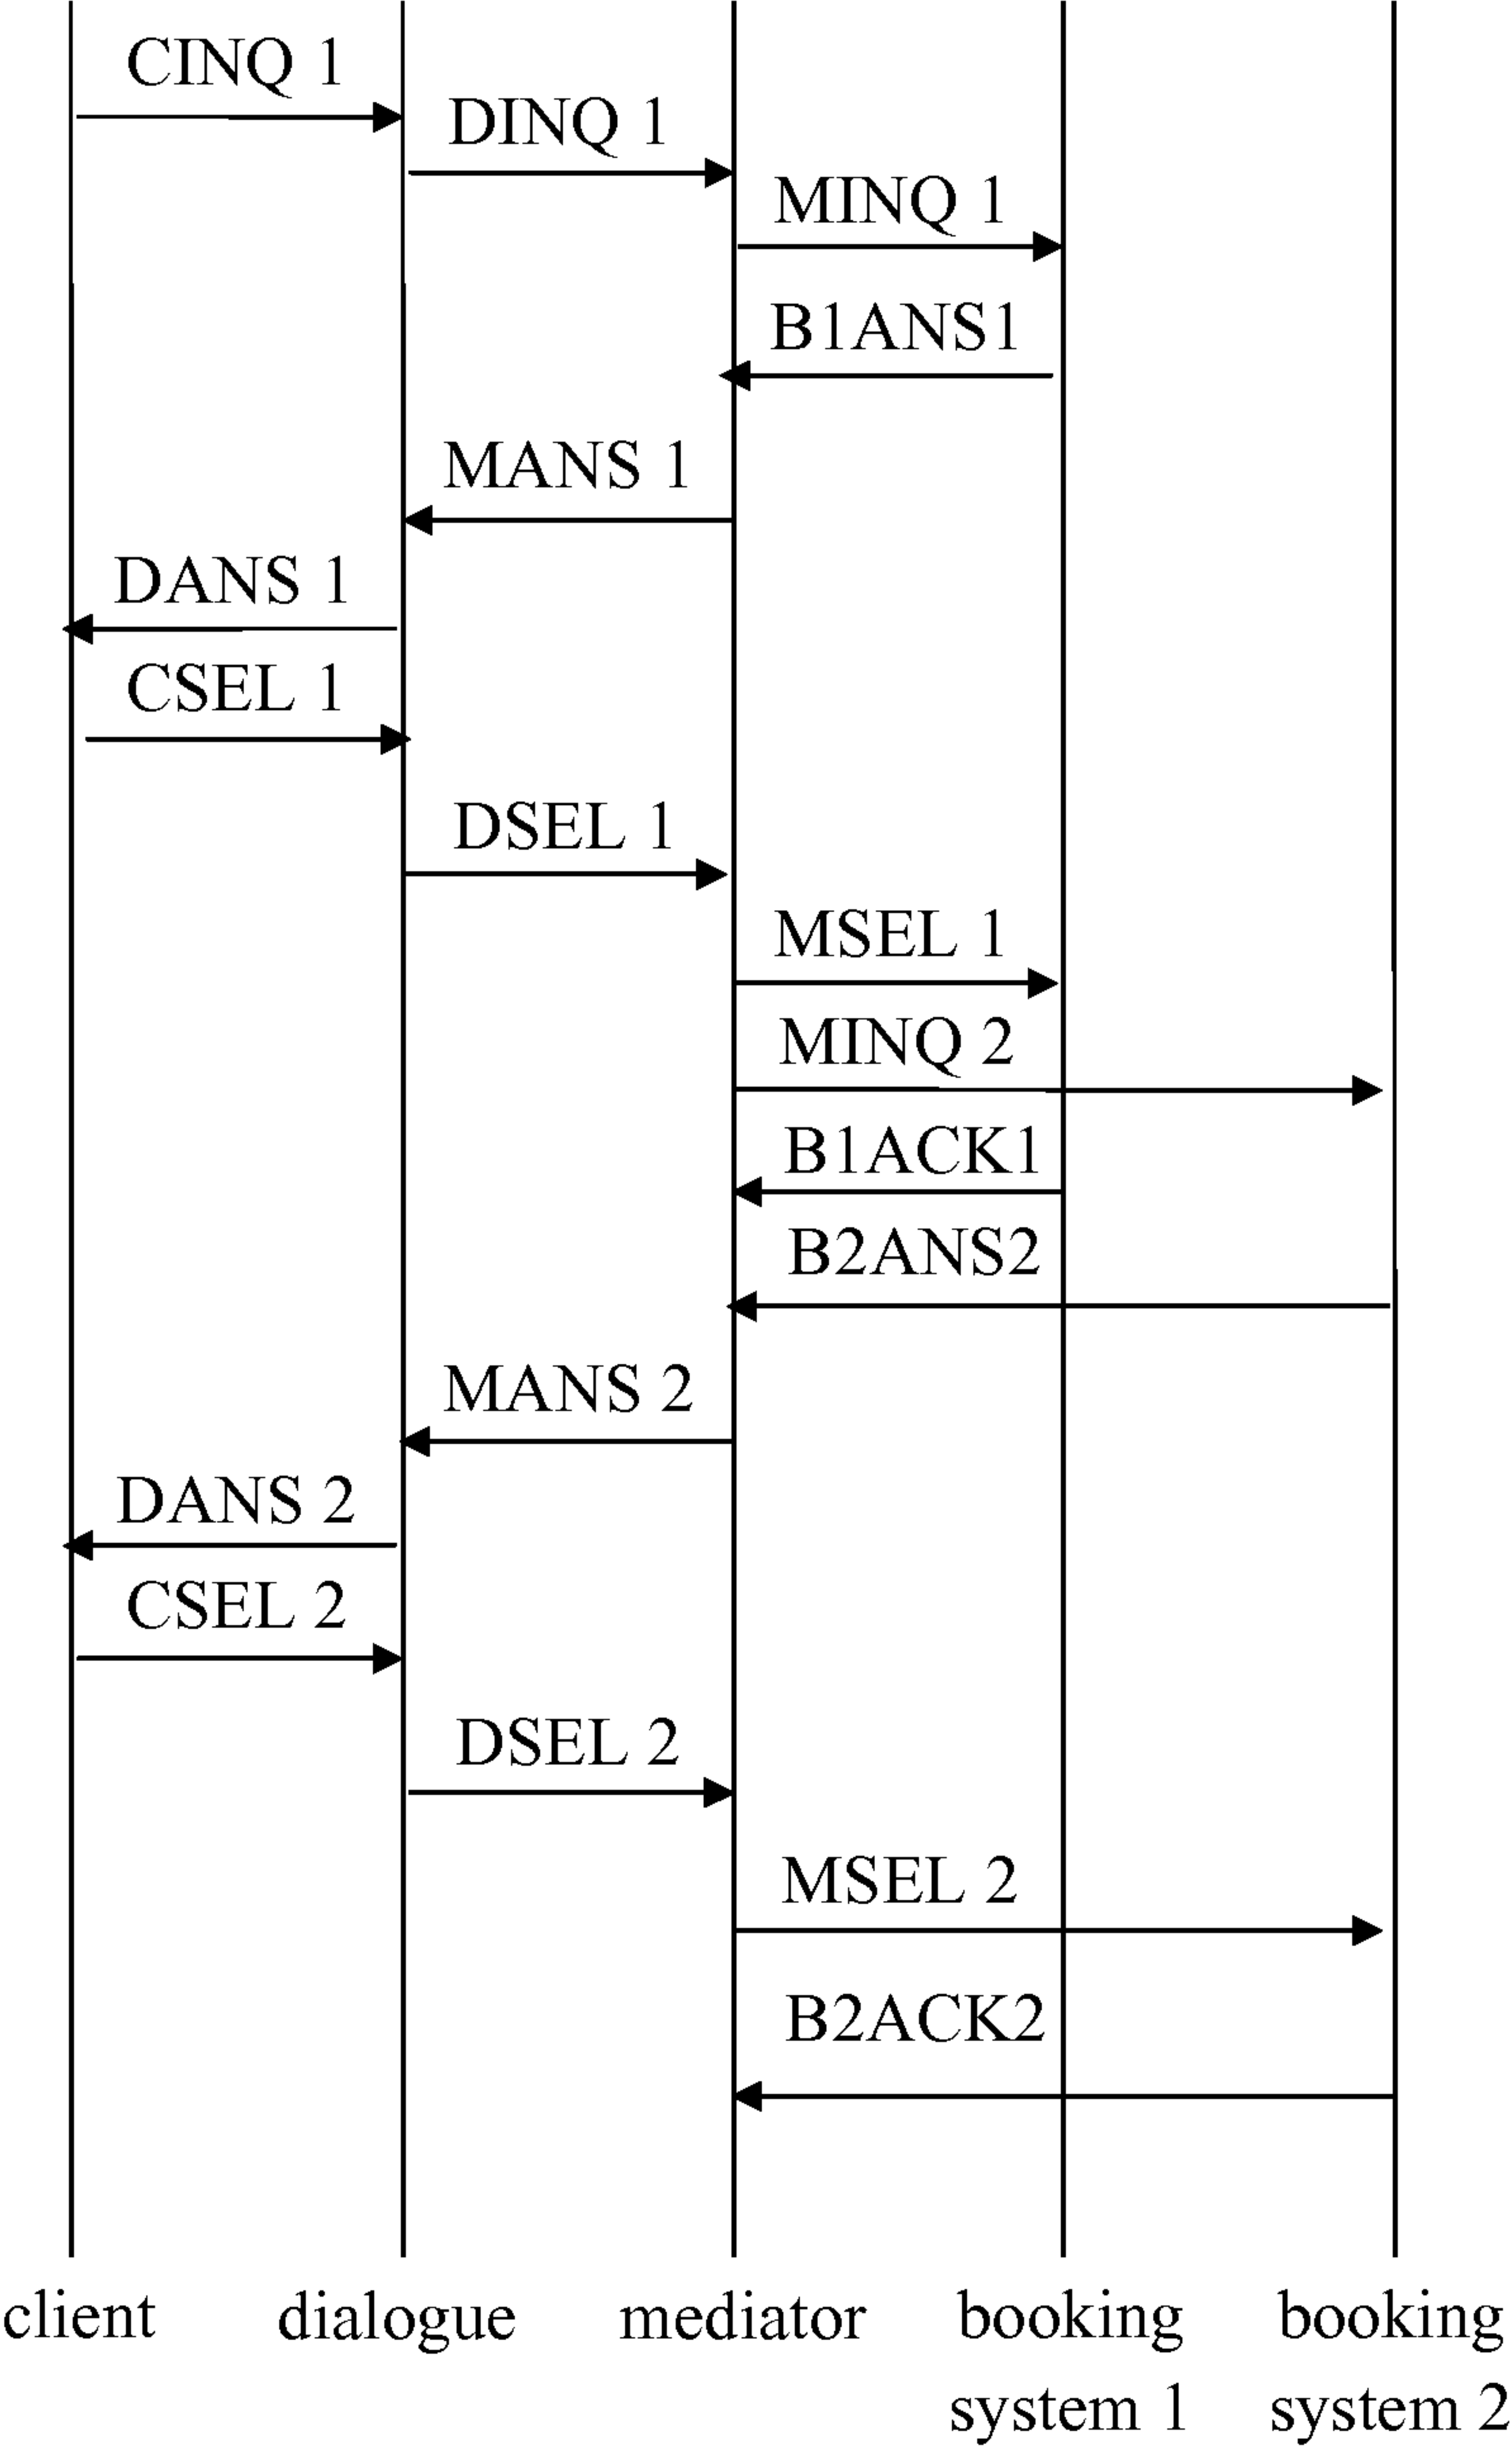 CINQ 1
DINQ 1
MINQ 1
B1ANS1
MANS 1
DANS 1
CSEL 1
DSEL 1
MSEL 1
MINQ 2
B1ACK1
B2ANS2
MANS 2
DANS 2
CSEL 2
DSEL 2
MSEL 2
B2ACK2
client
dialogue
mediator
booking
system 1
booking
system 2